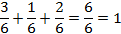 3/6 + 1/6 + 2/6 = 6/6 = 1